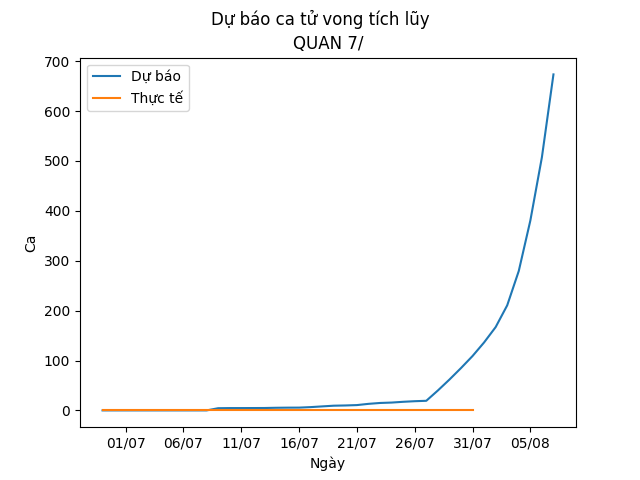 Dự báo ca tử vong tích lũy
QUAN 7/
Dự báo
Thực tế
700
600
500
400
300
200
100
0
Ca
01/07 06/07 11/07 16/07 21/07 26/07 31/07 05/08
Ngày